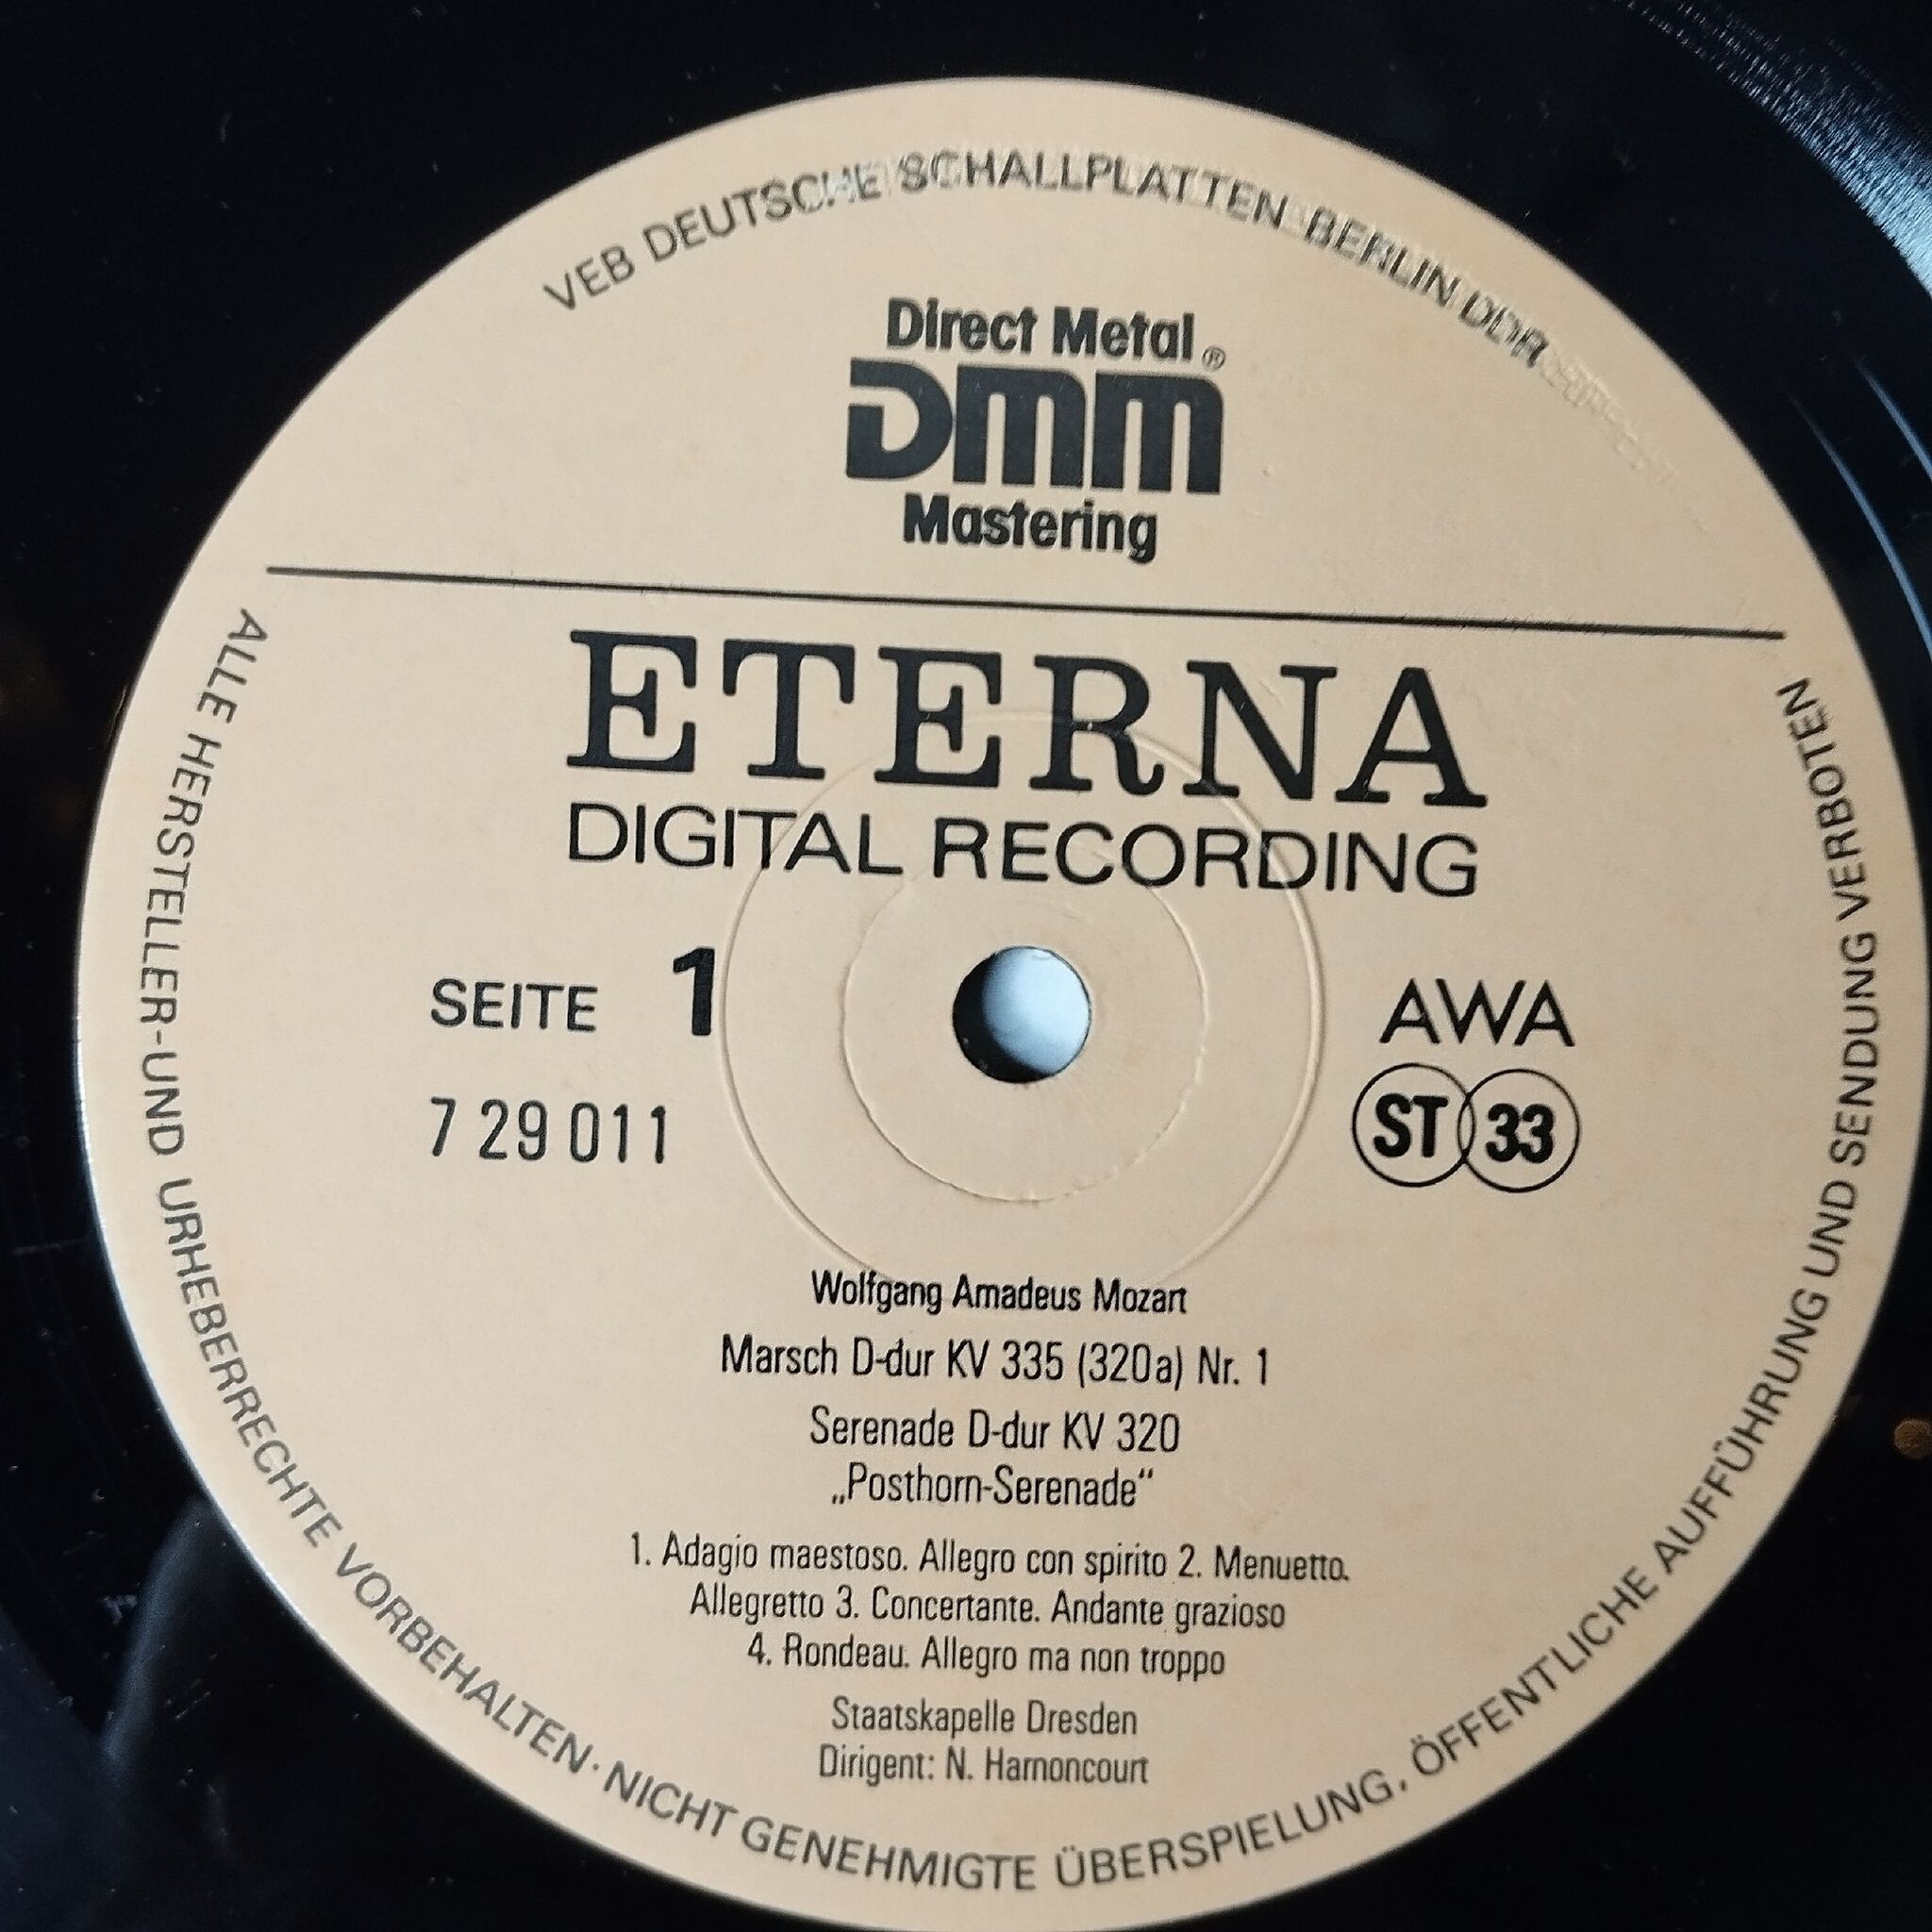 VEB DEUTSCHE SCHALLPLATTEN BERLIN DDR
Direct Metal ®
DMM
Mastering
ETERNA
DIGITAL RECORDING
SEITE 1
7 29 011
AWA
ST 33
Wolfgang Amadeus Mozart
Marsch D-dur KV 335 (320a) Nr. 1
Serenade D-dur KV 320
„Posthorn-Serenade“
1. Adagio maestoso. Allegro con spirito 2. Menuetto.
Allegretto 3. Concertante. Andante grazioso
4. Rondeau. Allegro ma non troppo
Staatskapelle Dresden
Dirigent: N. Harnoncourt
ALLE HERSTELLER-UND URHEBERRECHTE VORBEHALTEN · NICHT GENEHMIGTE ÜBERSPIELUNG, ÖFFENTLICHE AUFFÜHRUNG UND SENDUNG VERBOTEN